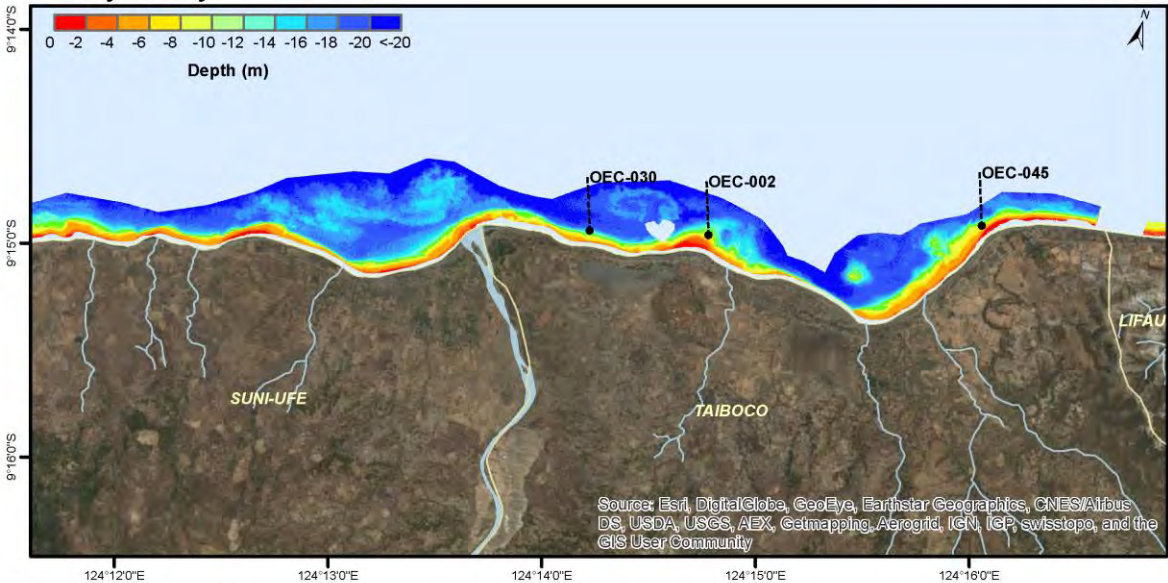 0 -2 -4 -6 -8 -10 -12 -14 -16 -18 -20 <-20
Depth (m)
N
9°14'0"S
9°15'0"S
9°16'0"S
OEC-030
OEC-002
OEC-045
LIFAU
SUNI-UFE
TAIBOCO
Source: Esri, DigitalGlobe, GeoEye, Earthstar Geographics, CNES/Airbus
DS, USDA, USGS, AEX, Getmapping, Aerogrid, IGN, IGP, swisstopo, and the
GIS User Community
124°12'0"E 124°13'0"E 124°14'0"E 124°15'0"E 124°16'0"E